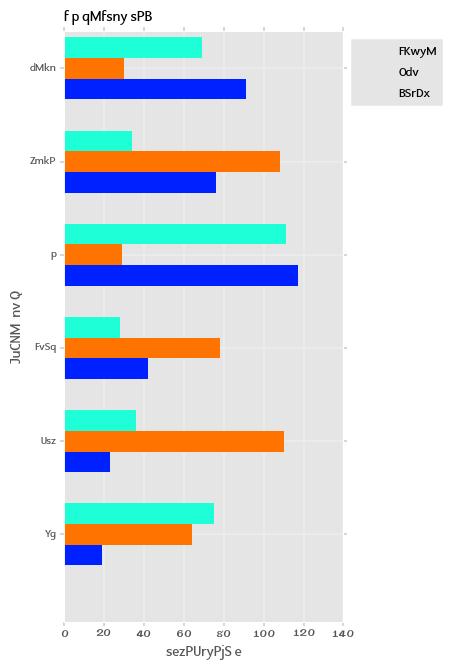 f p qMfsny sPB
FKwyM
Odv
BSrDx
dMkn
ZmkP
p
FvSq
Usz
Yg
JuCNM nv Q
0 20 40 60 80 100 120 140
sezPUryPjS e